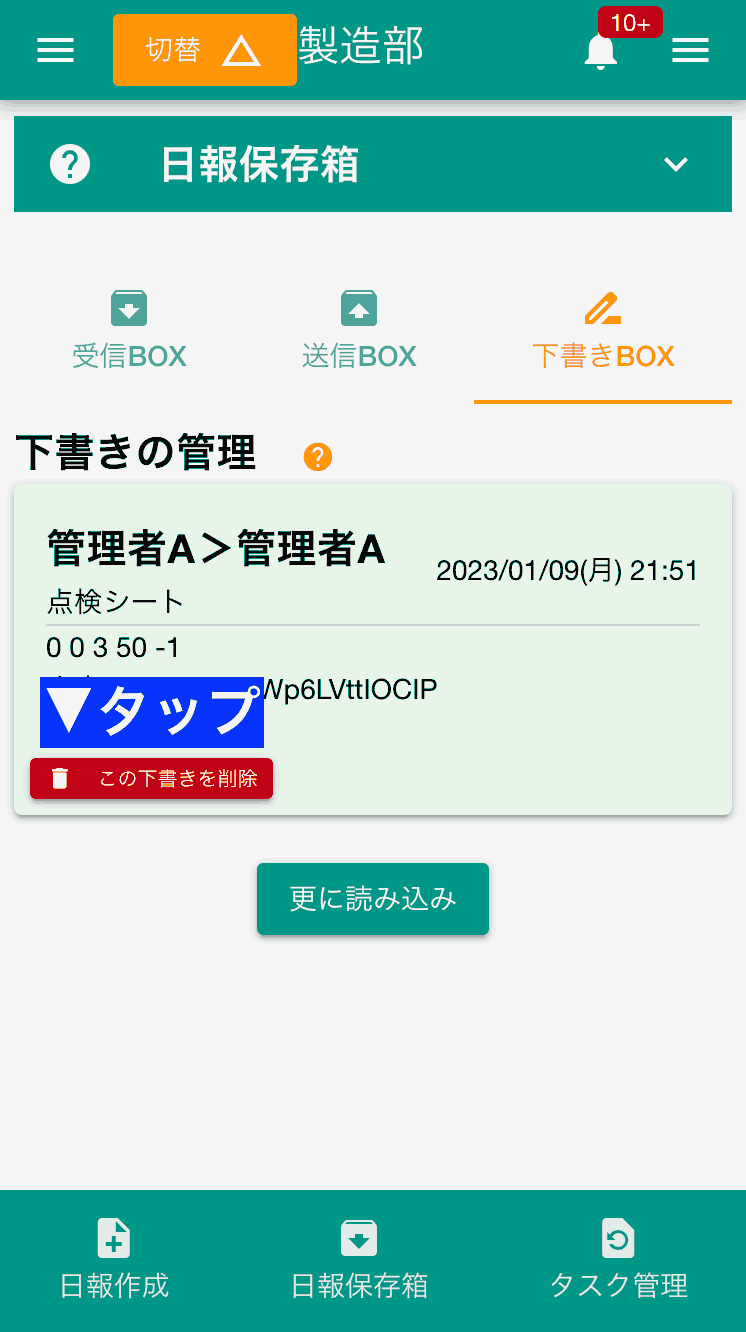 切替 製造部 10+
日報保存箱
受信BOX 送信BOX 下書きBOX
下書きの管理
管理者A＞管理者A
2023/01/09(月) 21:51
点検シート
0 0 3 50 -1
Wp6LVttIOCIP
▼タップ
この下書きを削除
更に読み込み
日報作成 日報保存箱 タスク管理